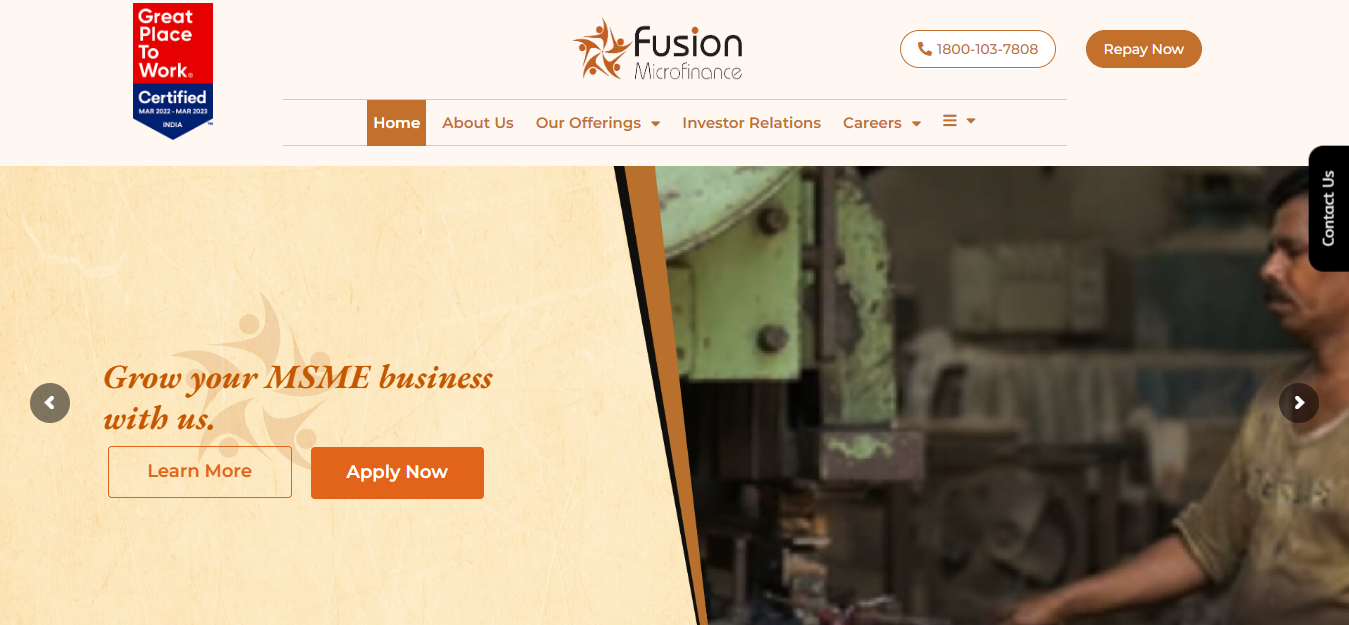 Great
Place
To
Work®
Certified
MAR 2022 - MAR 2023
INDIA
™
Fusion
Microfinance
1800-103-7808
Repay Now
Home
About Us
Our Offerings
Investor Relations
Careers
Contact Us
Grow your MSME business
with us.
Learn More
Apply Now